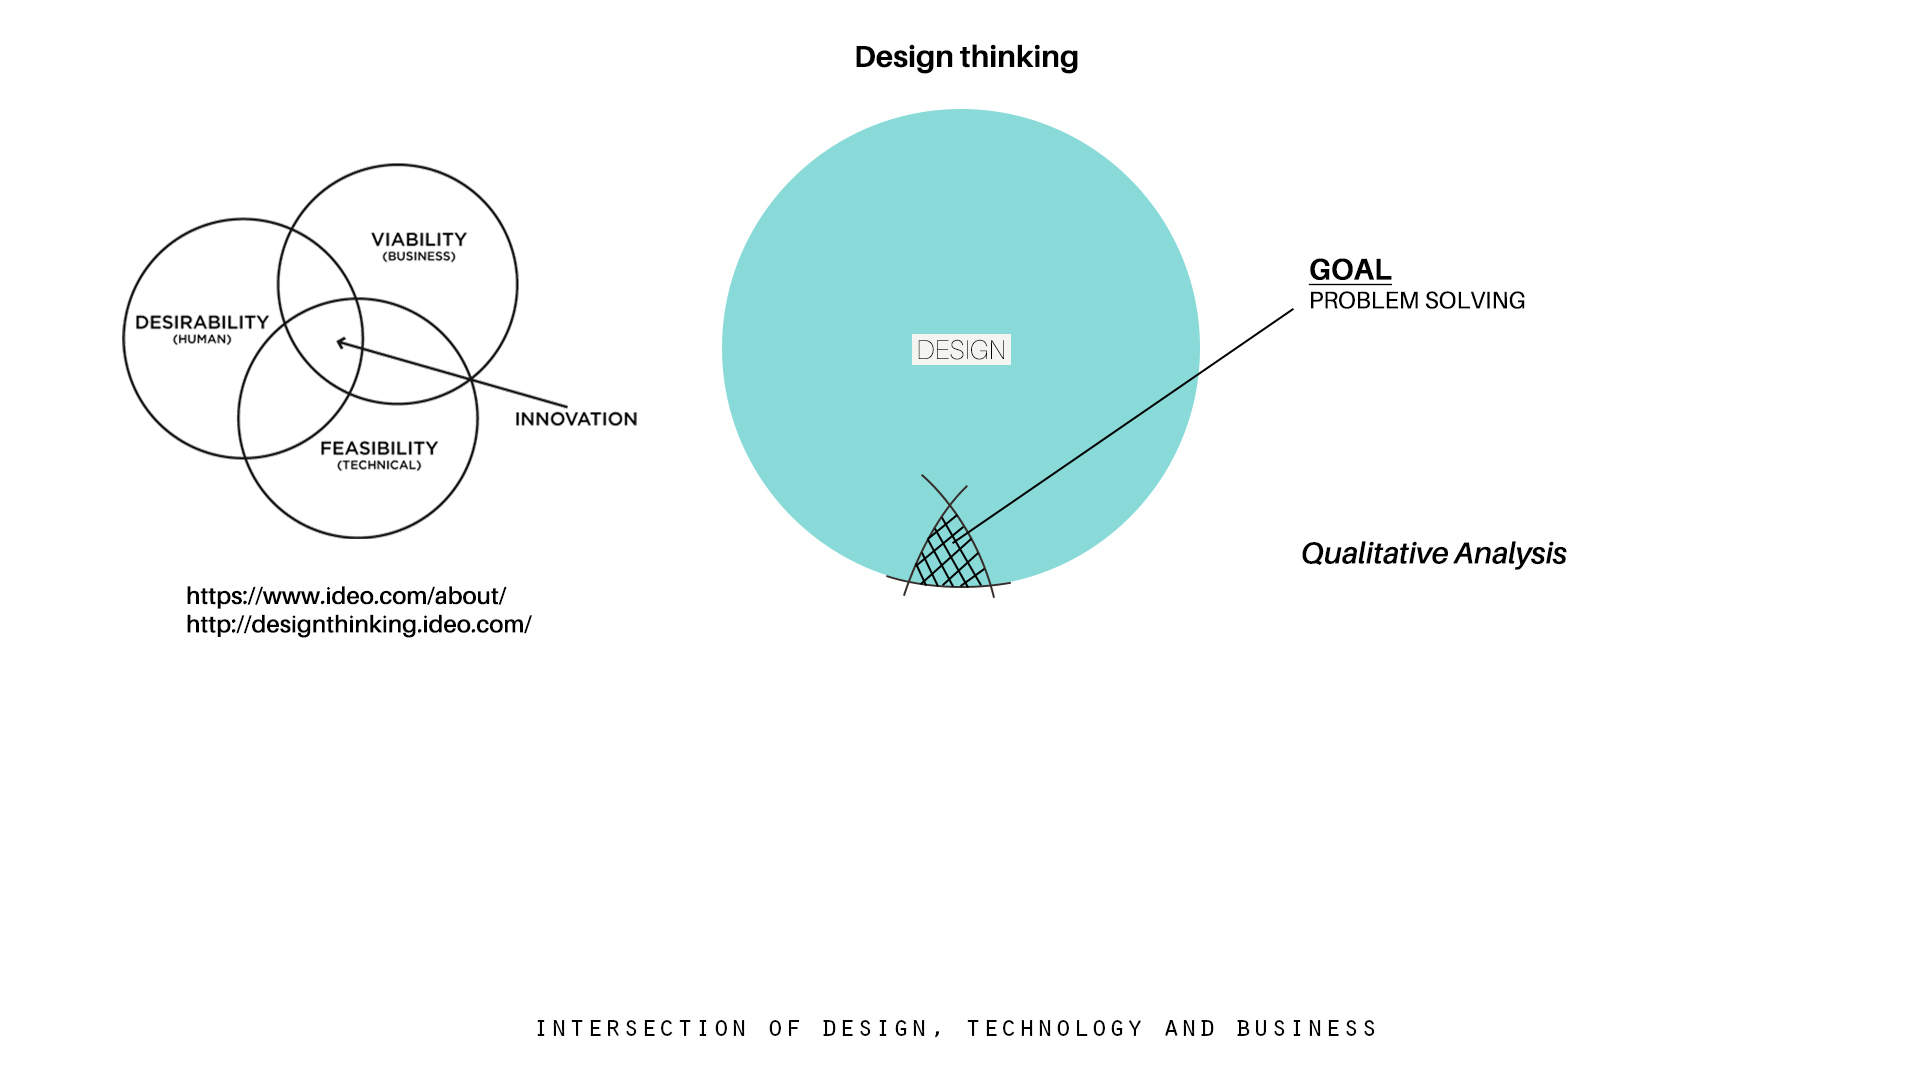 Design thinking
VIABILITY
(BUSINESS)
DESIRABILITY
(HUMAN)
INNOVATION
FEASIBILITY
(TECHNICAL)
https://www.ideo.com/about/
http://designthinking.ideo.com/
DESIGN
GOAL
PROBLEM SOLVING
Qualitative Analysis
INTERSECTION OF DESIGN, TECHNOLOGY AND BUSINESS